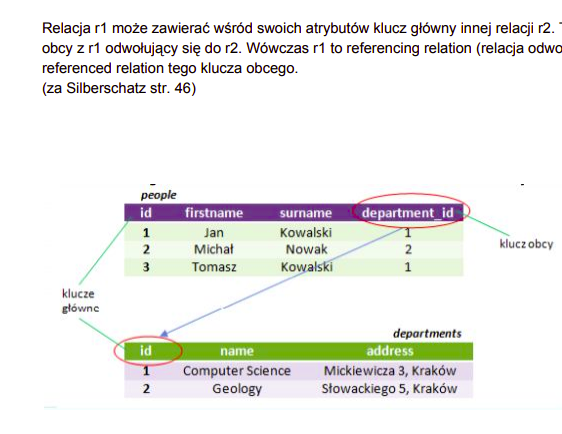 Relacja r1 może zawierać wśród swoich atrybutów klucz główny innej relacji r2.
obcy z r1 odwołujący się do r2. Wówczas r1 to referencing relation (relacja odwo
referenced relation tego klucza obcego.
(za Silberschatz str. 46)
people
id firstname surname department_id
1 Jan Kowalski 1
2 Michał Nowak 2
3 Tomasz Kowalski 1
klucz obcy
klucze
główne
departments
id name address
1 Computer Science Mickiewicza 3, Kraków
2 Geology Słowackiego 5, Kraków